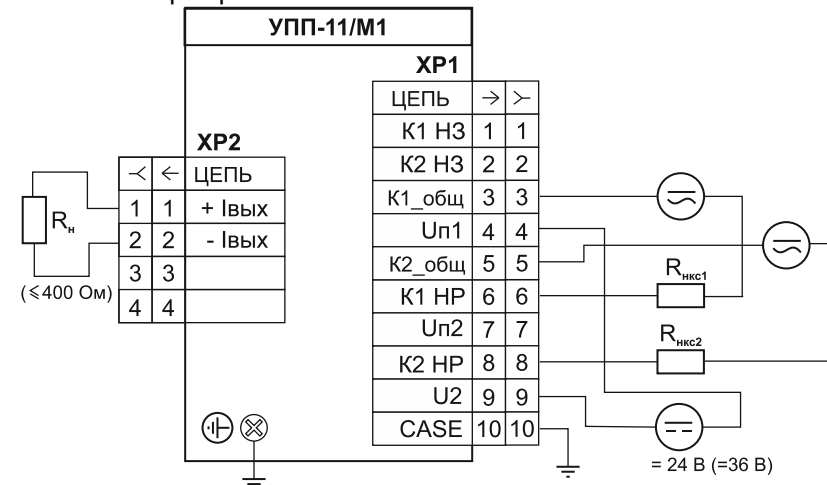 УПП-11/М1
XP1
ЦЕПЬ
К1 НЗ 1 1
К2 НЗ 2 2
К1_общ 3 3
Uп1 4 4
К2_общ 5 5
К1 НР 6 6
Uп2 7 7
К2 НР 8 8
U2 9 9
CASE 10 10
XP2
ЦЕПЬ
1 1 + Iвых
2 2 - Iвых
3 3
4 4
Rн
(≤400 Ом)
Rнкс1
Rнкс2
= 24 В (=36 В)